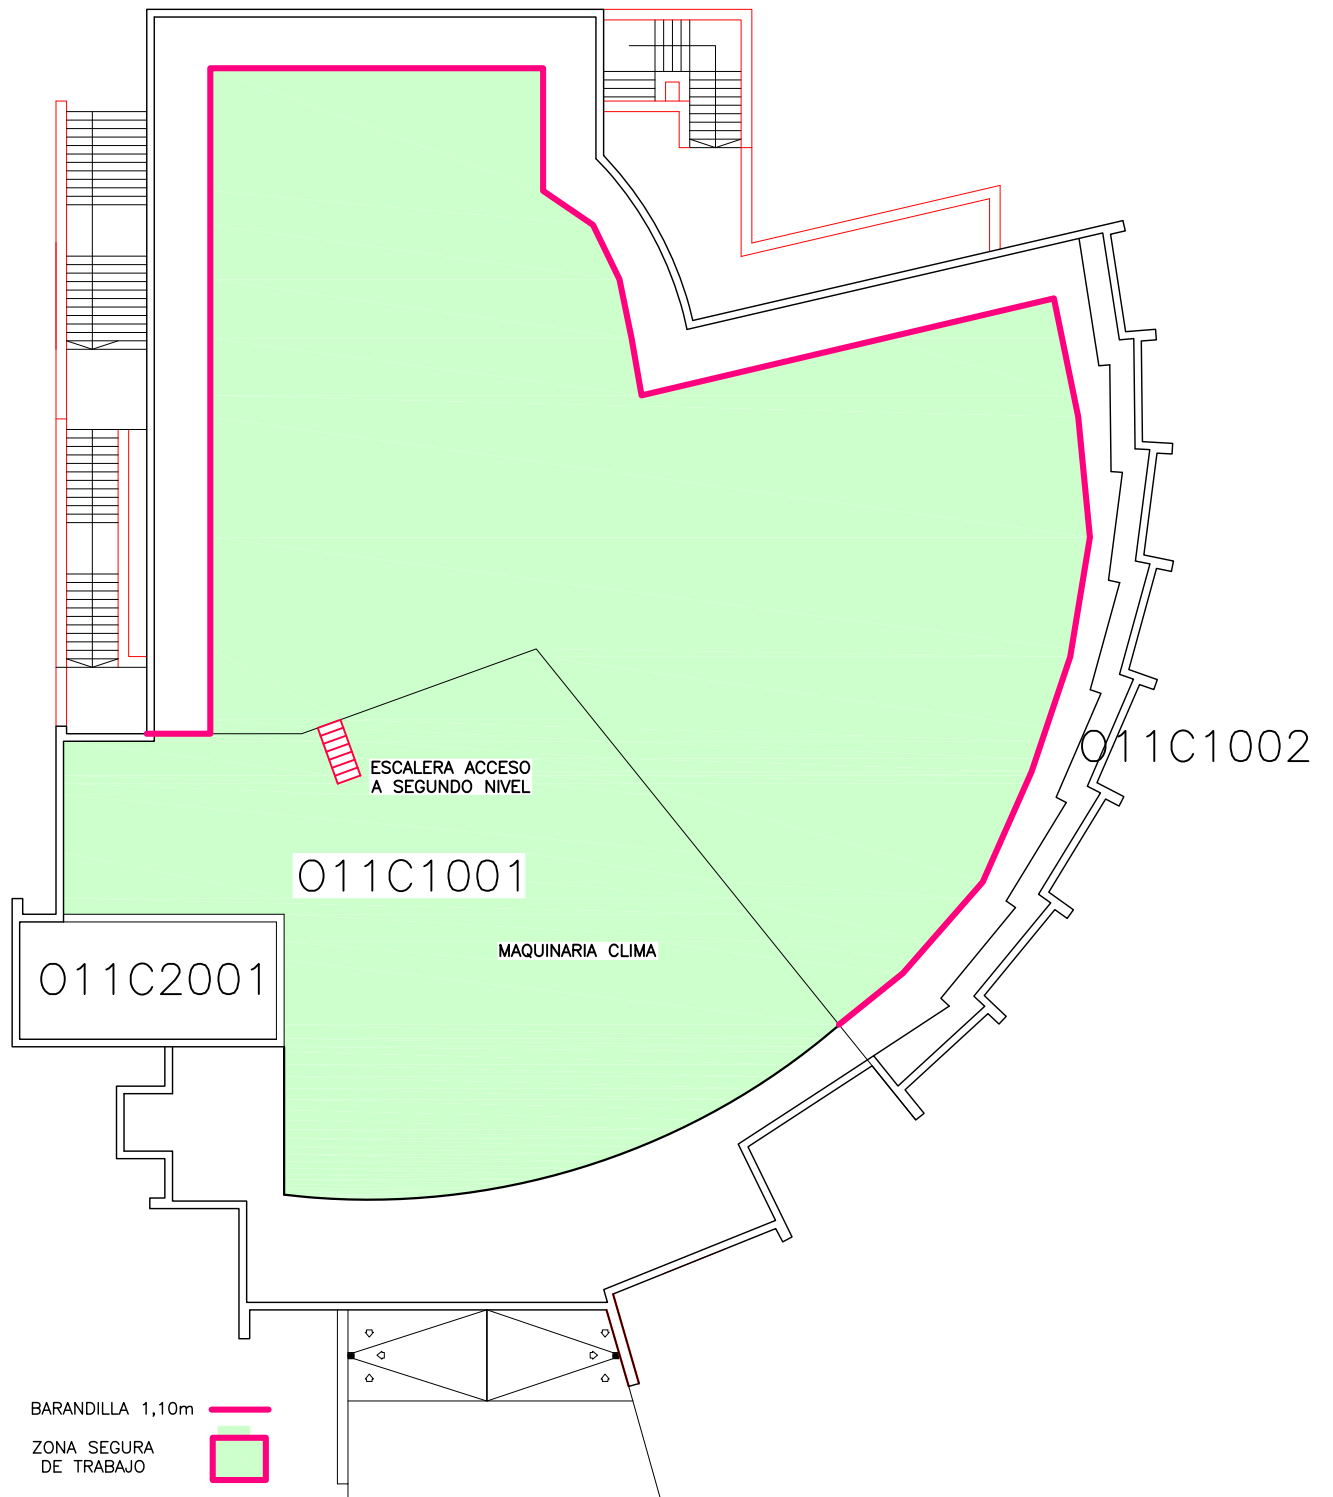 O11C1002
ESCALERA ACCESO
A SEGUNDO NIVEL
O11C1001
MAQUINARIA CLIMA
O11C2001
BARANDILLA 1,10m
ZONA SEGURA
DE TRABAJO